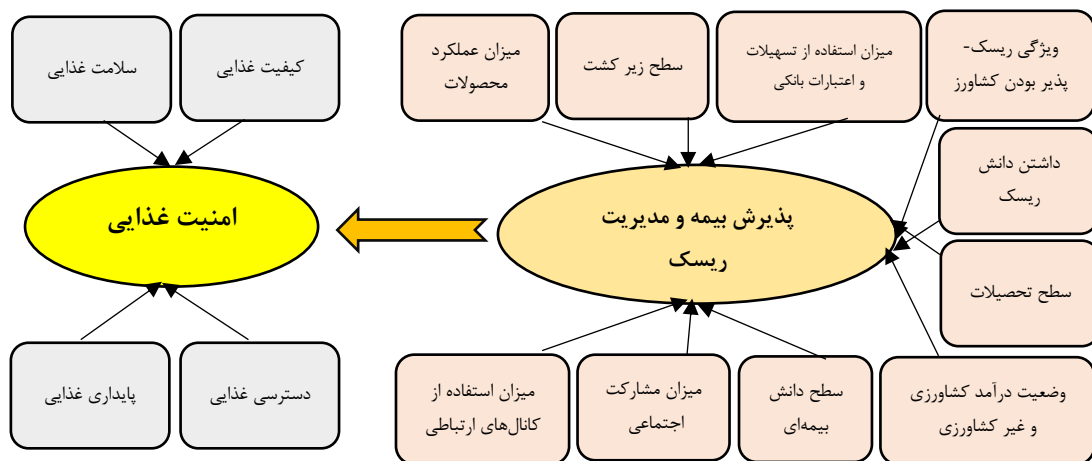 ویژگی ریسک-
پذیر بودن کشاورز
میزان استفاده از تسهیلات
و اعتبارات بانکی
سطح زیر کشت
میزان عملکرد
محصولات
کیفیت غذایی
سلامت غذایی
داشتن دانش
ریسک
سطح تحصیلات
پذیرش بیمه و مدیریت
ریسک
امنیت غذایی
وضعیت درآمد کشاورزی
و غیر کشاورزی
سطح دانش
بیمه‌ای
میزان مشارکت
اجتماعی
میزان استفاده از
کانال‌های ارتباطی
دسترسی غذایی
پایداری غذایی